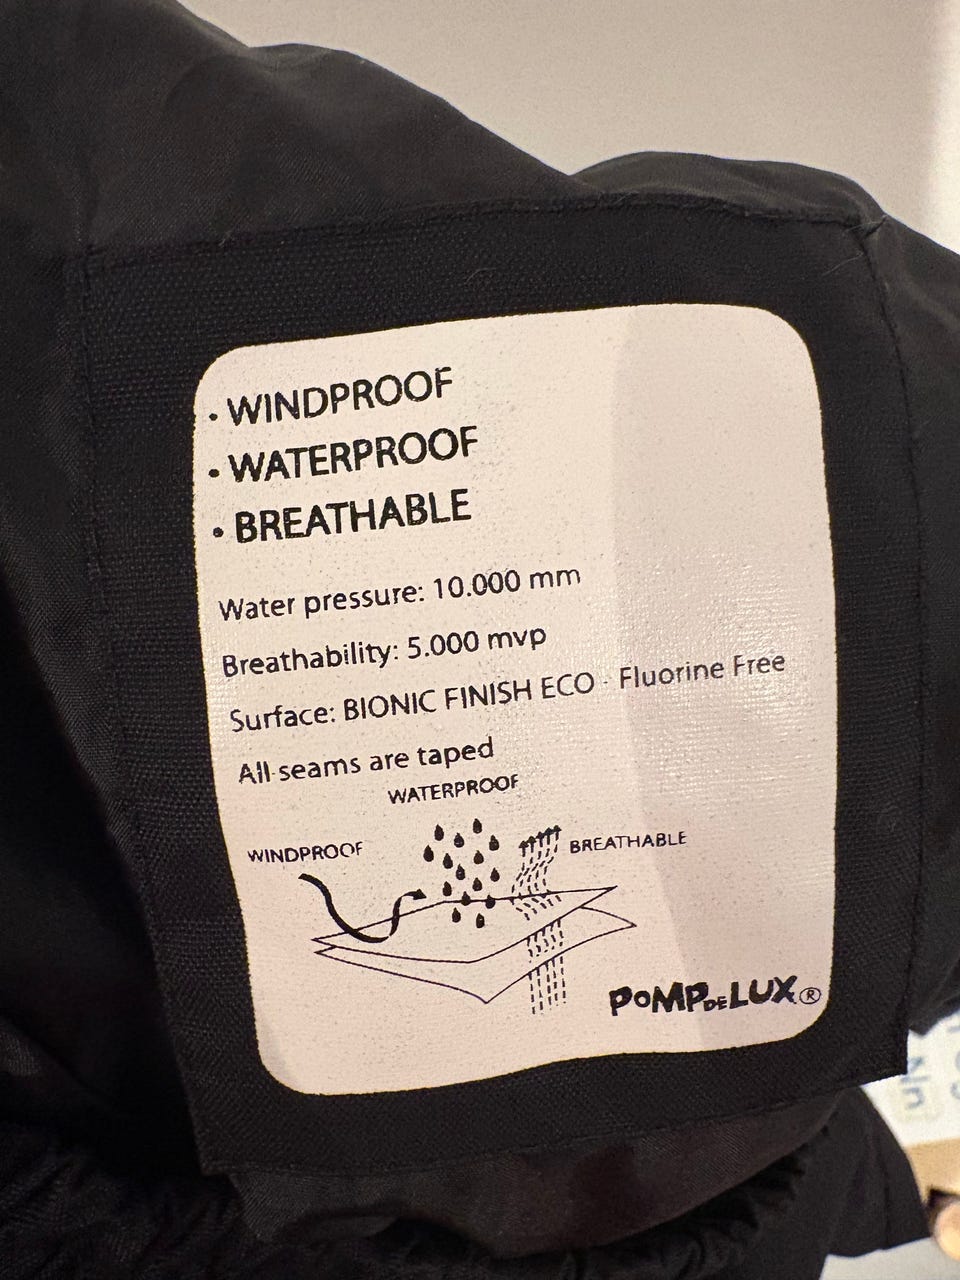 • WINDPROOF
• WATERPROOF
• BREATHABLE
Water pressure: 10.000 mm
Breathability: 5.000 mvp
Surface: BIONIC FINISH ECO - Fluorine Free
All seams are taped
WATERPROOF
WINDPROOF
BREATHABLE
POMPDELUX®